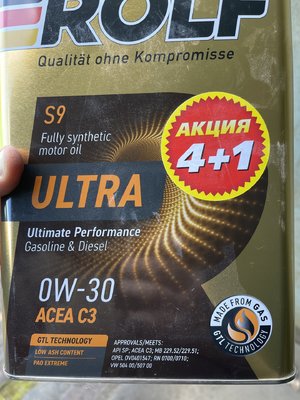 ROLF
Qualität ohne Kompromisse
S9
Fully synthetic
motor oil
АКЦИЯ
4+1
ULTRA
Ultimate Performance
Gasoline & Diesel
0W-30
ACEA C3
GTL TECHNOLOGY
LOW ASH CONTENT
PAO EXTREME
APPROVALS/MEETS:
API SP; ACEA C3; MB 229.52/229.51;
OPEL OV0401547; RN 0700/0710;
VW 504 00/507 00
MADE FROM GAS
GTL TECHNOLOGY